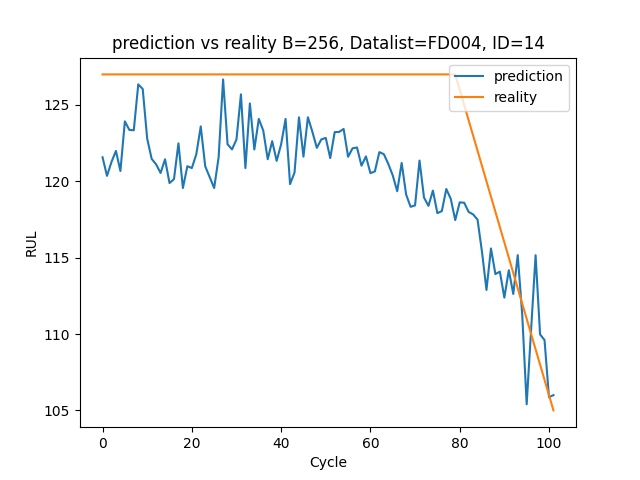 prediction vs reality B=256, Datalist=FD004, ID=14
prediction
reality
125
120
115
110
105
RUL
0 20 40 60 80 100
Cycle